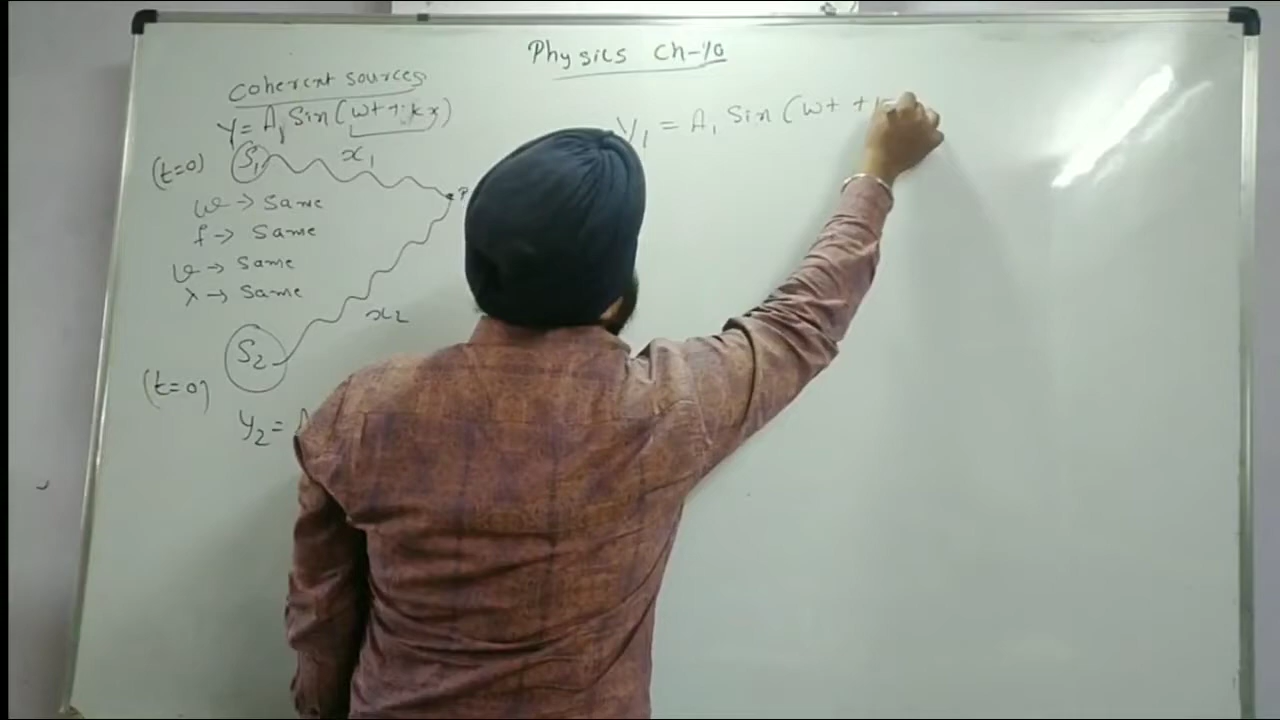 Physics Ch-10
Coherent sources
Y = A₁ Sin (ωt + kx)
(t=0) S₁ x₁ P
ω → Same
f → Same
v → Same
λ → Same
x₂
S₂
(t=0)
Y₂ =
Y₁ = A₁ Sin (ωt + k